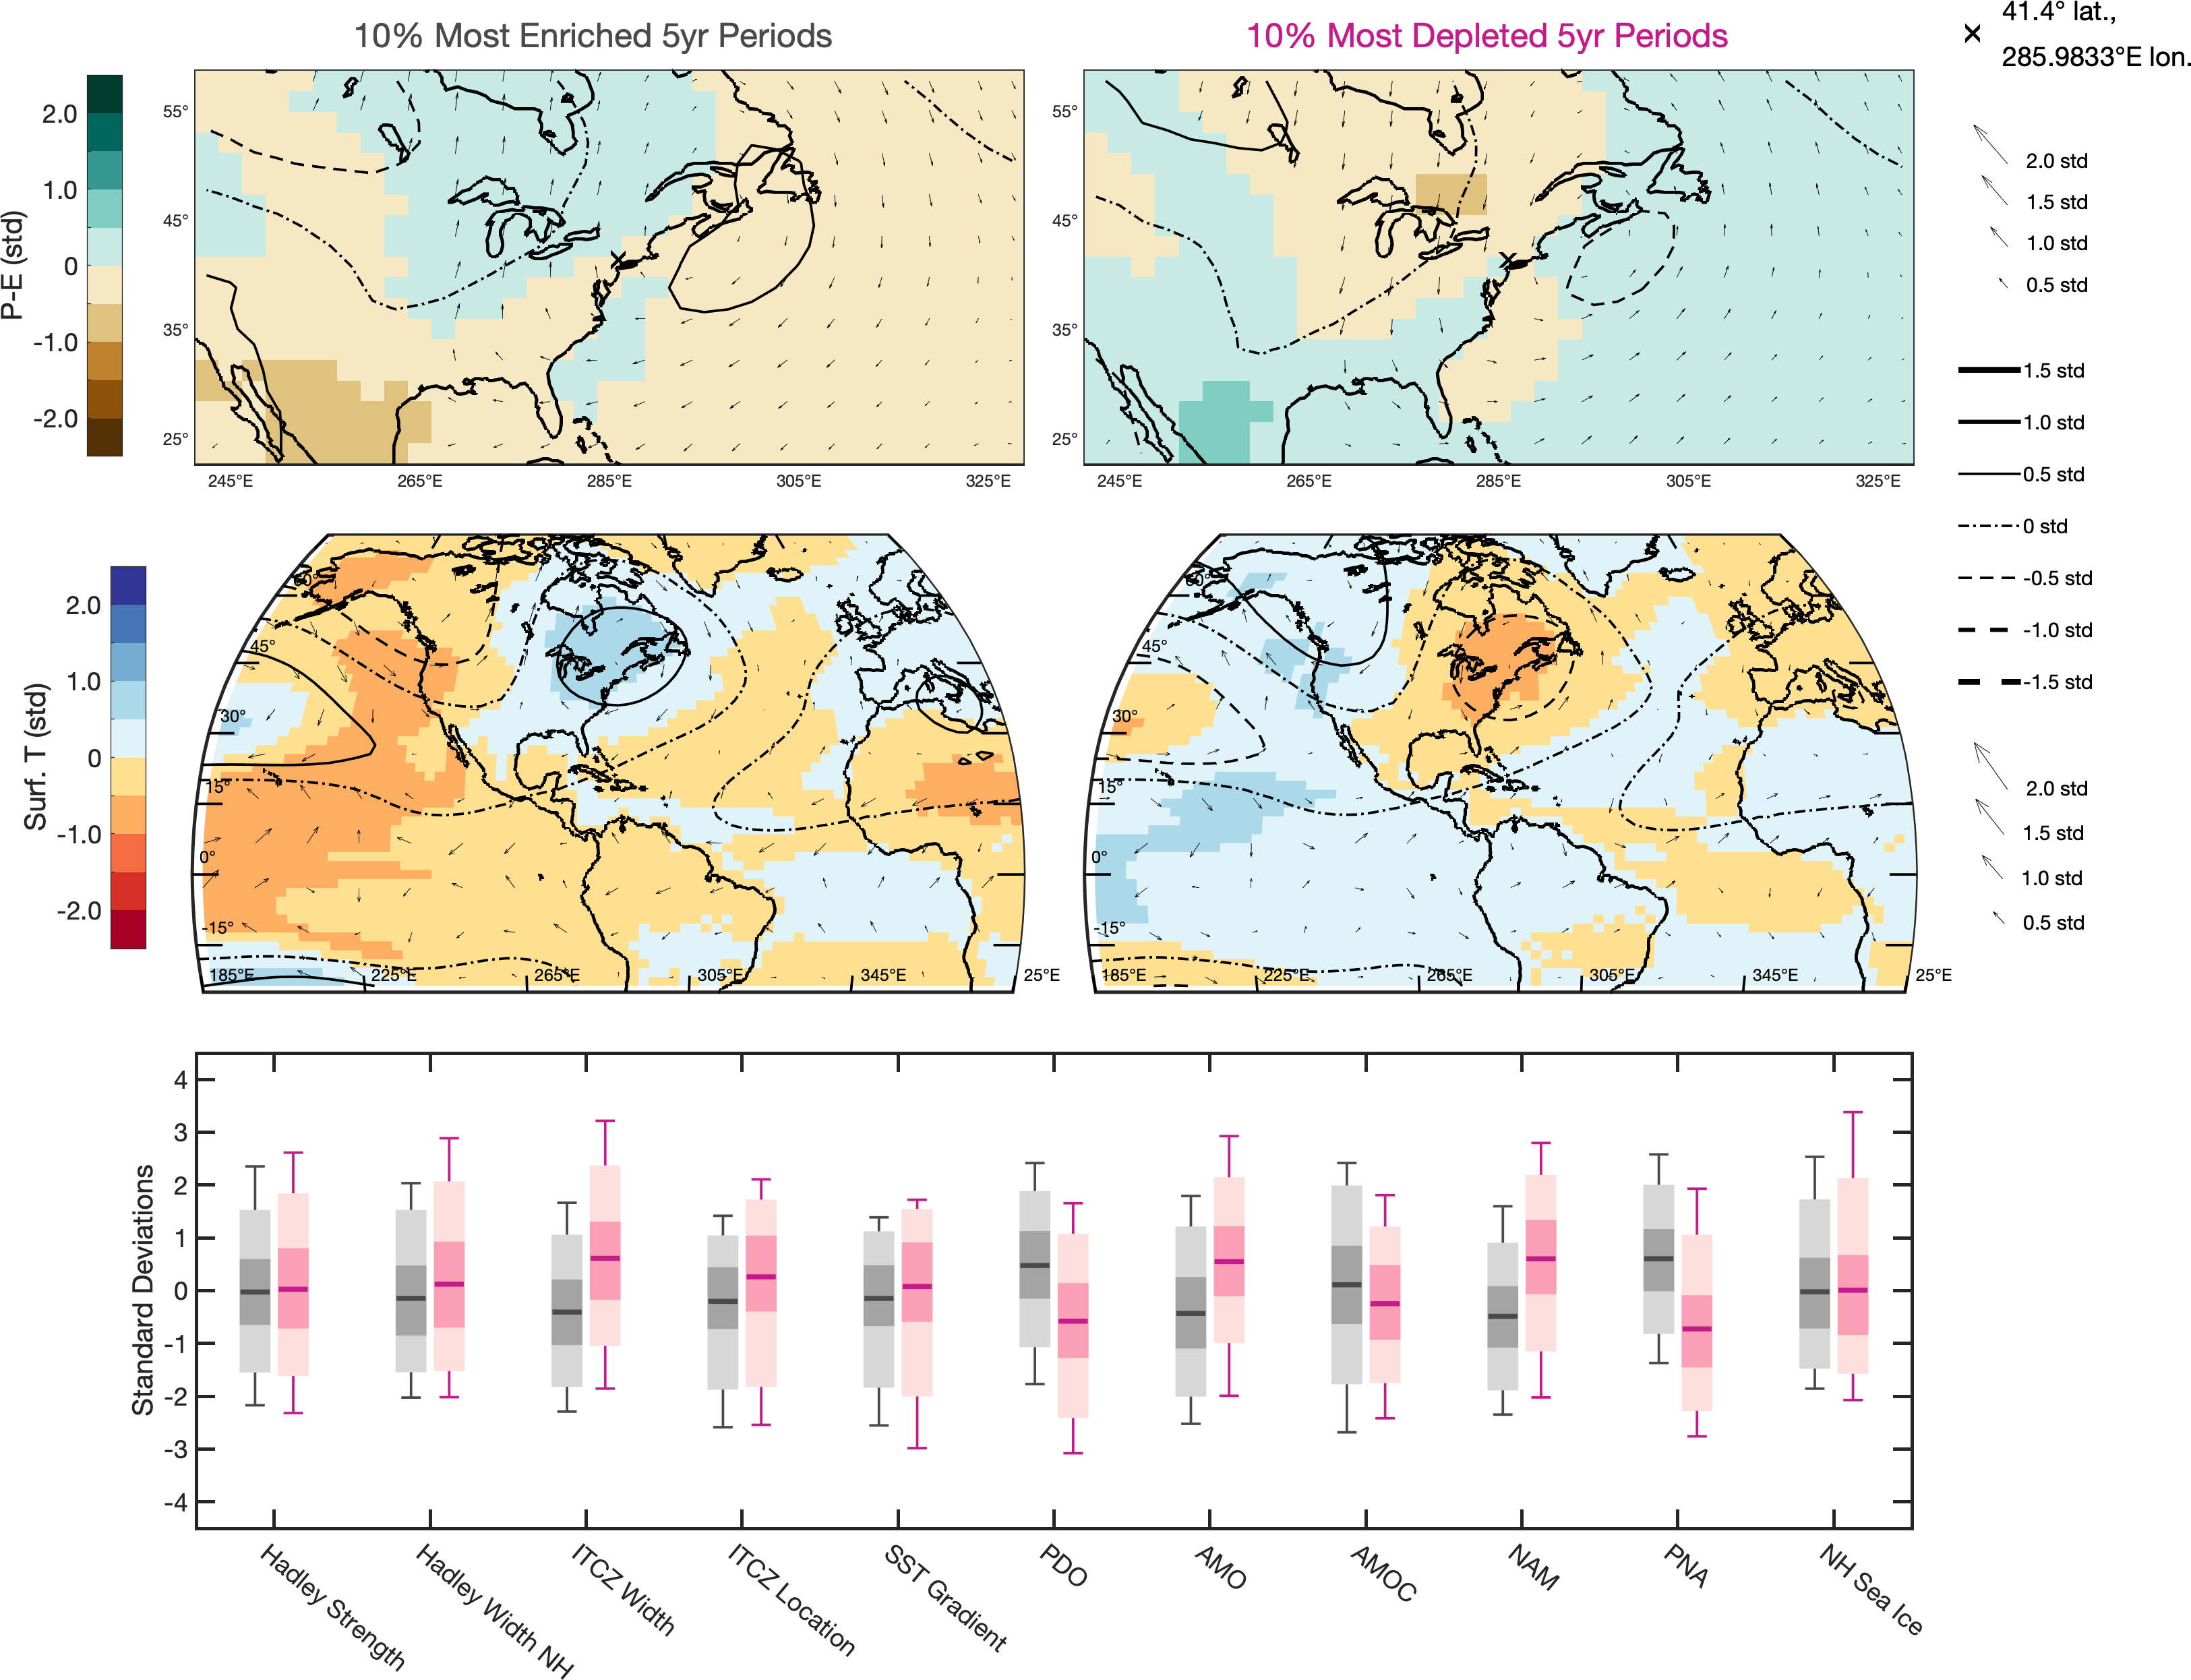 10% Most Enriched 5yr Periods
10% Most Depleted 5yr Periods
41.4° lat.,
285.9833°E lon.
P-E (std)
2.0
1.0
0
-1.0
-2.0
55°
45°
35°
25°
245°E
265°E
285°E
305°E
325°E
55°
45°
35°
25°
245°E
265°E
285°E
305°E
325°E
2.0 std
1.5 std
1.0 std
0.5 std
1.5 std
1.0 std
0.5 std
0 std
-0.5 std
-1.0 std
-1.5 std
Surf. T (std)
2.0
1.0
0
-1.0
-2.0
60°
45°
30°
15°
0°
-15°
185°E
225°E
265°E
305°E
345°E
25°E
60°
45°
30°
15°
0°
-15°
185°E
225°E
265°E
305°E
345°E
25°E
2.0 std
1.5 std
1.0 std
0.5 std
Standard Deviations
4
3
2
1
0
-1
-2
-3
-4
Hadley Strength
Hadley Width NH
ITCZ Width
ITCZ Location
SST Gradient
PDO
AMO
AMOC
NAM
PNA
NH Sea Ice